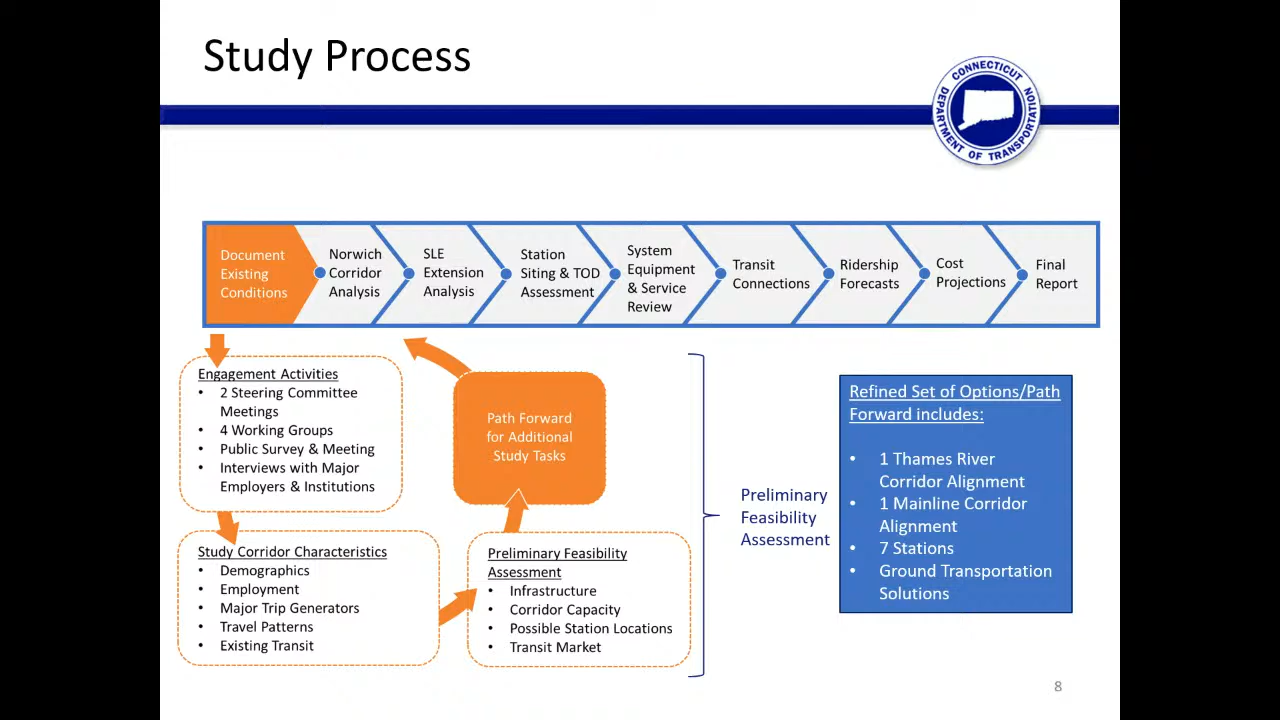 Study Process
CONNECTICUT
DEPARTMENT OF TRANSPORTATION
Document
Existing
Conditions
Norwich
Corridor
Analysis
SLE
Extension
Analysis
Station
Siting & TOD
Assessment
System
Equipment
& Service
Review
Transit
Connections
Ridership
Forecasts
Cost
Projections
Final
Report
Engagement Activities
• 2 Steering Committee
Meetings
• 4 Working Groups
• Public Survey & Meeting
• Interviews with Major
Employers & Institutions
Study Corridor Characteristics
• Demographics
• Employment
• Major Trip Generators
• Travel Patterns
• Existing Transit
Preliminary Feasibility
Assessment
• Infrastructure
• Corridor Capacity
• Possible Station Locations
• Transit Market
Path Forward
for Additional
Study Tasks
Preliminary
Feasibility
Assessment
Refined Set of Options/Path
Forward includes:
• 1 Thames River
Corridor Alignment
• 1 Mainline Corridor
Alignment
• 7 Stations
• Ground Transportation
Solutions
8